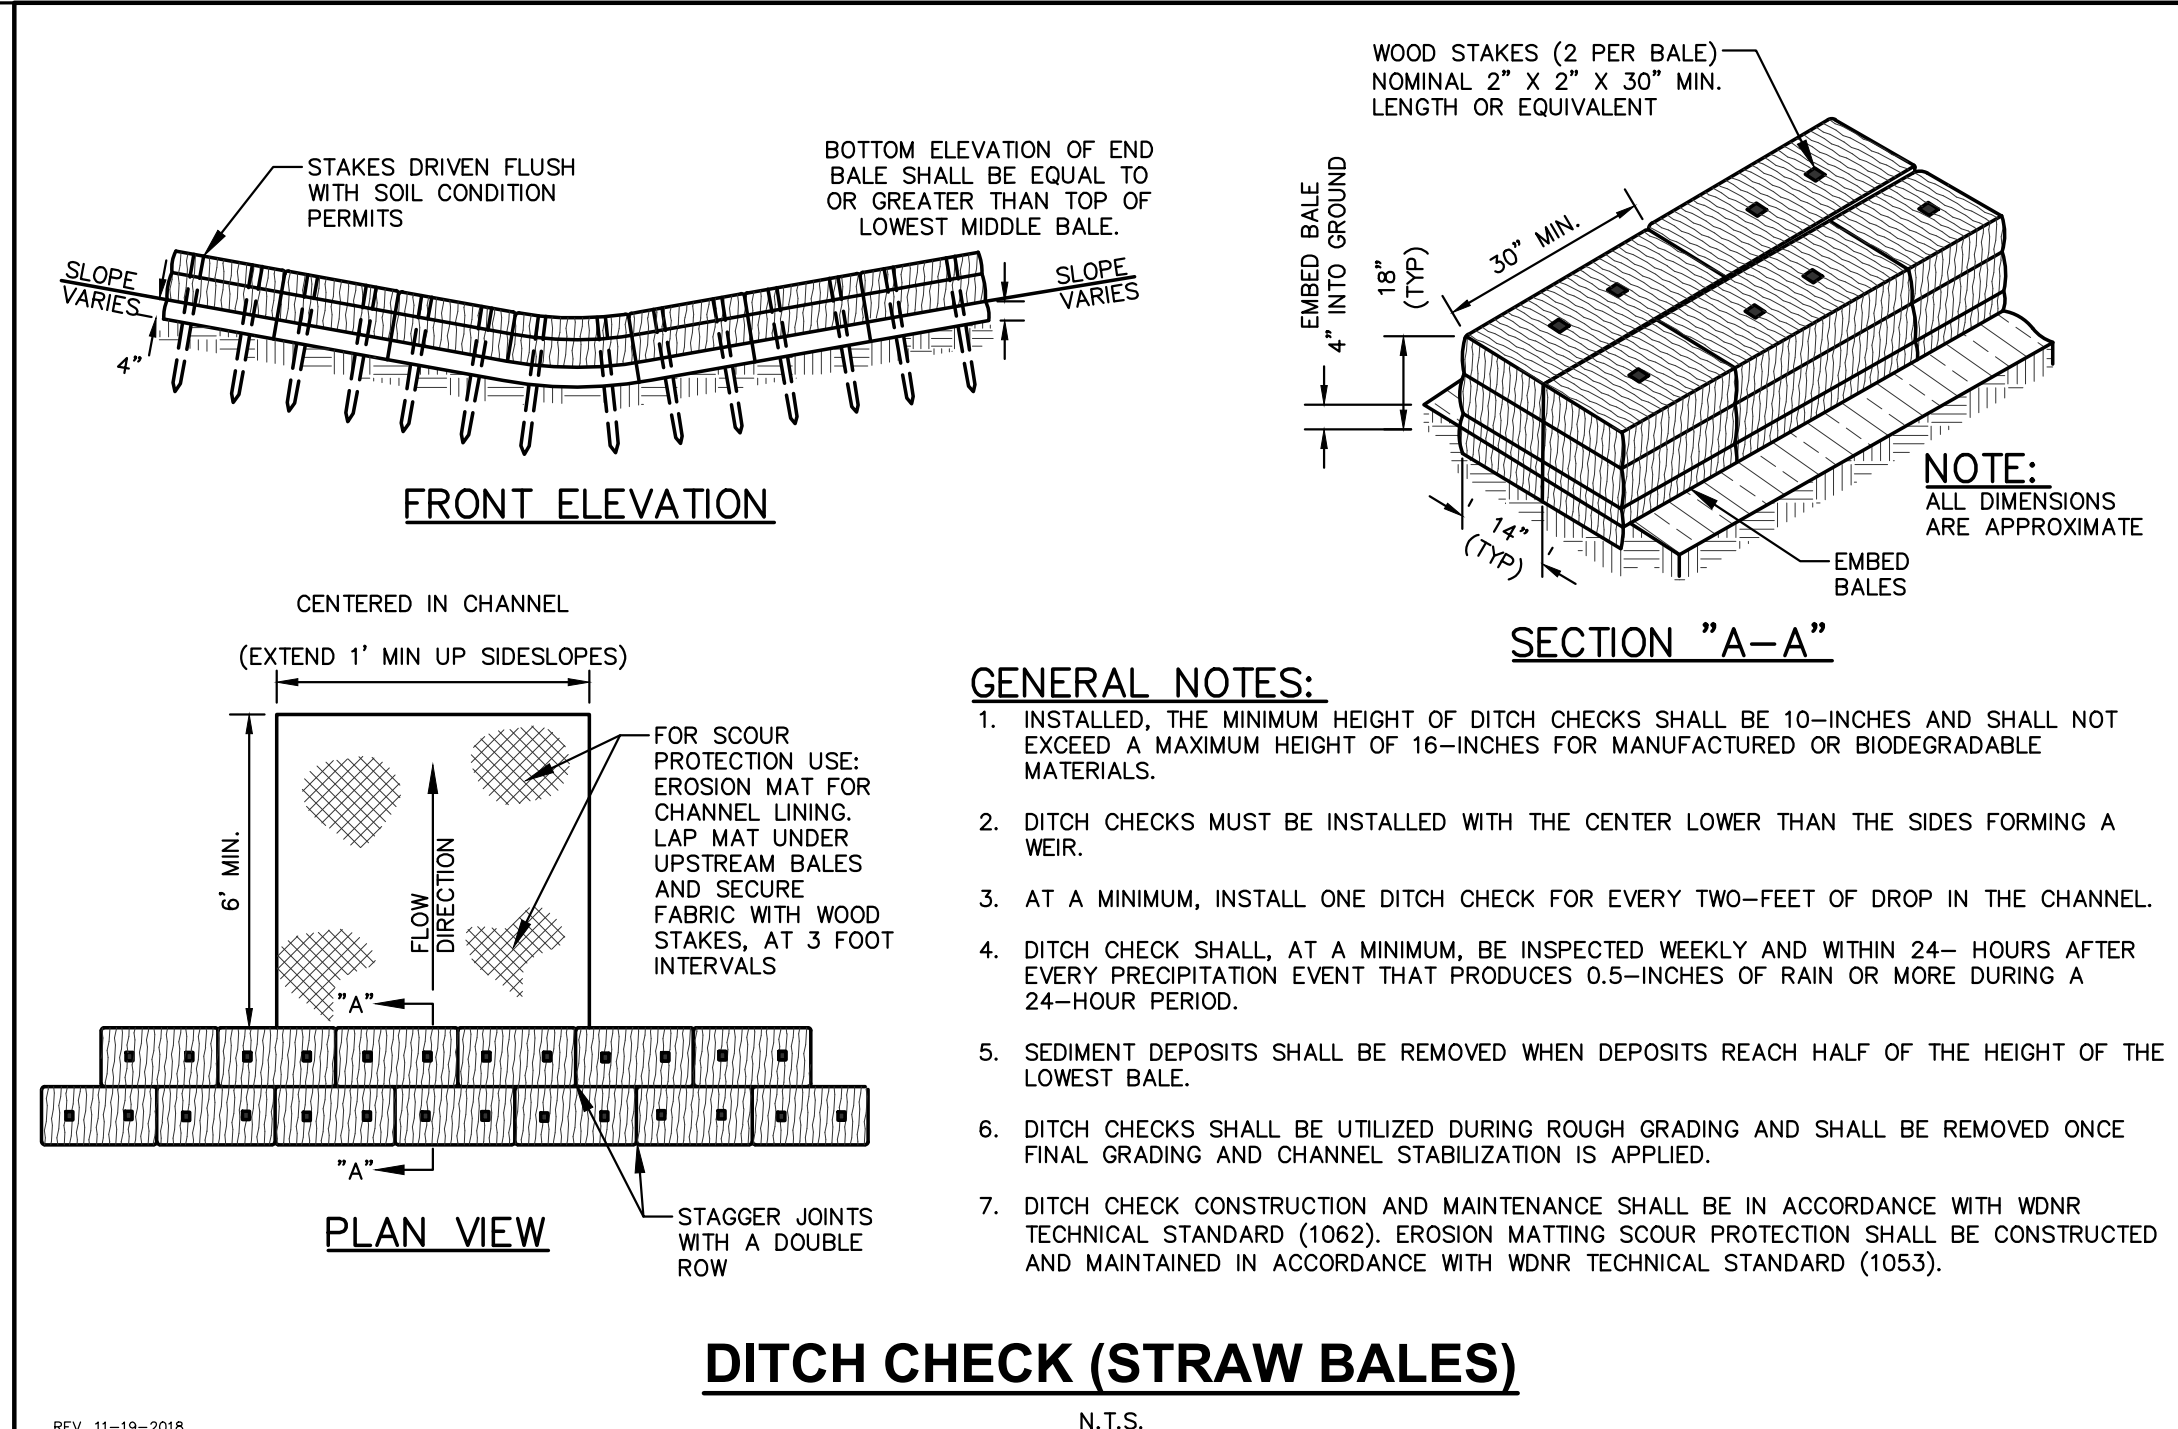 STAKES DRIVEN FLUSH
WITH SOIL CONDITION
PERMITS
BOTTOM ELEVATION OF END
BALE SHALL BE EQUAL TO
OR GREATER THAN TOP OF
LOWEST MIDDLE BALE.
SLOPE
VARIES
4"
SLOPE
VARIES
FRONT ELEVATION
WOOD STAKES (2 PER BALE)
NOMINAL 2" X 2" X 30" MIN.
LENGTH OR EQUIVALENT
EMBED BALE
4" INTO GROUND
18"
(TYP)
30" MIN.
14"
(TYP)
NOTE:
ALL DIMENSIONS
ARE APPROXIMATE
EMBED
BALES
SECTION "A-A"
CENTERED IN CHANNEL
(EXTEND 1' MIN UP SIDESLOPES)
6' MIN.
FLOW
DIRECTION
FOR SCOUR
PROTECTION USE:
EROSION MAT FOR
CHANNEL LINING.
LAP MAT UNDER
UPSTREAM BALES
AND SECURE
FABRIC WITH WOOD
STAKES, AT 3 FOOT
INTERVALS
"A"
"A"
STAGGER JOINTS
WITH A DOUBLE
ROW
PLAN VIEW
GENERAL NOTES:
1. INSTALLED, THE MINIMUM HEIGHT OF DITCH CHECKS SHALL BE 10-INCHES AND SHALL NOT
EXCEED A MAXIMUM HEIGHT OF 16-INCHES FOR MANUFACTURED OR BIODEGRADABLE
MATERIALS.
2. DITCH CHECKS MUST BE INSTALLED WITH THE CENTER LOWER THAN THE SIDES FORMING A
WEIR.
3. AT A MINIMUM, INSTALL ONE DITCH CHECK FOR EVERY TWO-FEET OF DROP IN THE CHANNEL.
4. DITCH CHECK SHALL, AT A MINIMUM, BE INSPECTED WEEKLY AND WITHIN 24- HOURS AFTER
EVERY PRECIPITATION EVENT THAT PRODUCES 0.5-INCHES OF RAIN OR MORE DURING A
24-HOUR PERIOD.
5. SEDIMENT DEPOSITS SHALL BE REMOVED WHEN DEPOSITS REACH HALF OF THE HEIGHT OF THE
LOWEST BALE.
6. DITCH CHECKS SHALL BE UTILIZED DURING ROUGH GRADING AND SHALL BE REMOVED ONCE
FINAL GRADING AND CHANNEL STABILIZATION IS APPLIED.
7. DITCH CHECK CONSTRUCTION AND MAINTENANCE SHALL BE IN ACCORDANCE WITH WDNR
TECHNICAL STANDARD (1062). EROSION MATTING SCOUR PROTECTION SHALL BE CONSTRUCTED
AND MAINTAINED IN ACCORDANCE WITH WDNR TECHNICAL STANDARD (1053).
DITCH CHECK (STRAW BALES)
N.T.S.
REV. 11-19-2018